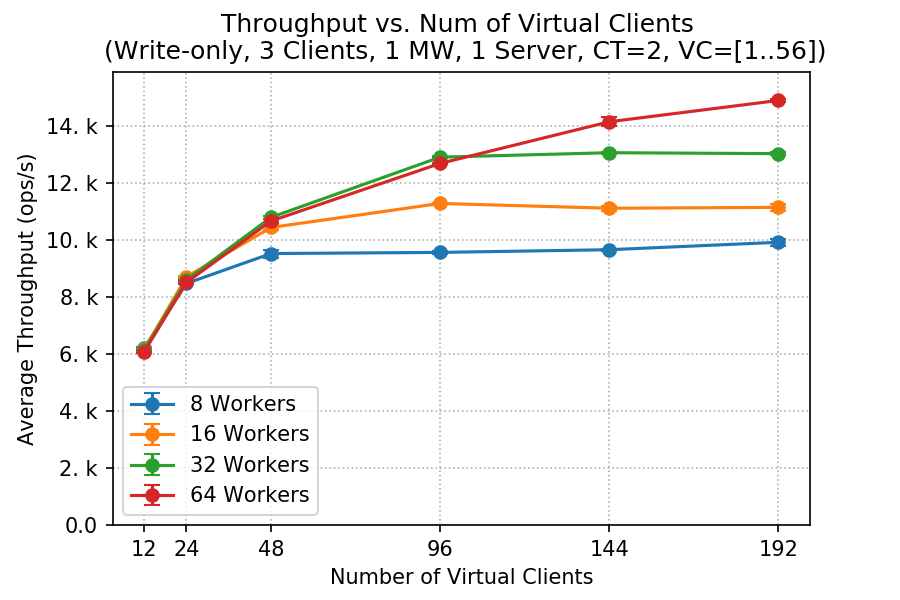 Throughput vs. Num of Virtual Clients
(Write-only, 3 Clients, 1 MW, 1 Server, CT=2, VC=[1..56])
Average Throughput (ops/s)
14. k
12. k
10. k
8. k
6. k
4. k
2. k
0.0
8 Workers
16 Workers
32 Workers
64 Workers
12 24 48 96 144 192
Number of Virtual Clients